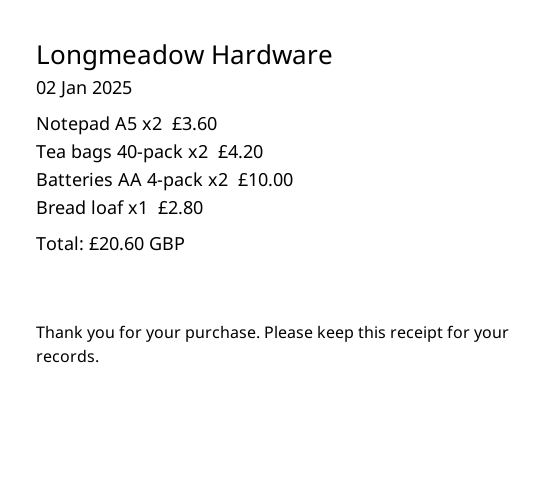 Longmeadow Hardware
02 Jan 2025
Notepad A5 x2  £3.60
Tea bags 40-pack x2  £4.20
Batteries AA 4-pack x2  £10.00
Bread loaf x1  £2.80
Total: £20.60 GBP
Thank you for your purchase. Please keep this receipt for your
records.